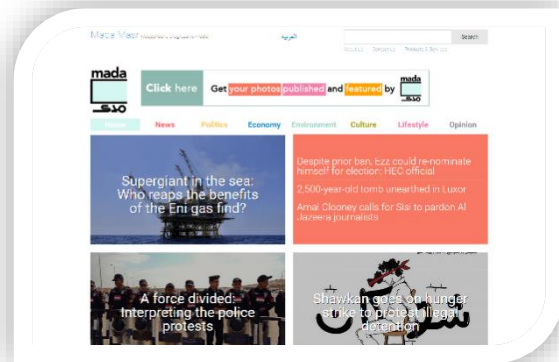 Mada Masr
العربية
Search
mada
مدى
Click here
Get your photos published and featured by
mada
مدى
Home
News
Politics
Economy
Environment
Culture
Lifestyle
Opinion
Supergiant in the sea:
Who reaps the benefits
of the Eni gas find?
Despite prior ban, Ezz could re-nominate
himself for election: HEC official
2,500-year-old tomb unearthed in Luxor
Amal Clooney calls for Sisi to pardon Al
Jazeera journalists
A force divided:
Interpreting the police
protests
شوكان
Shawkan goes on hunger
strike to protest illegal
detention